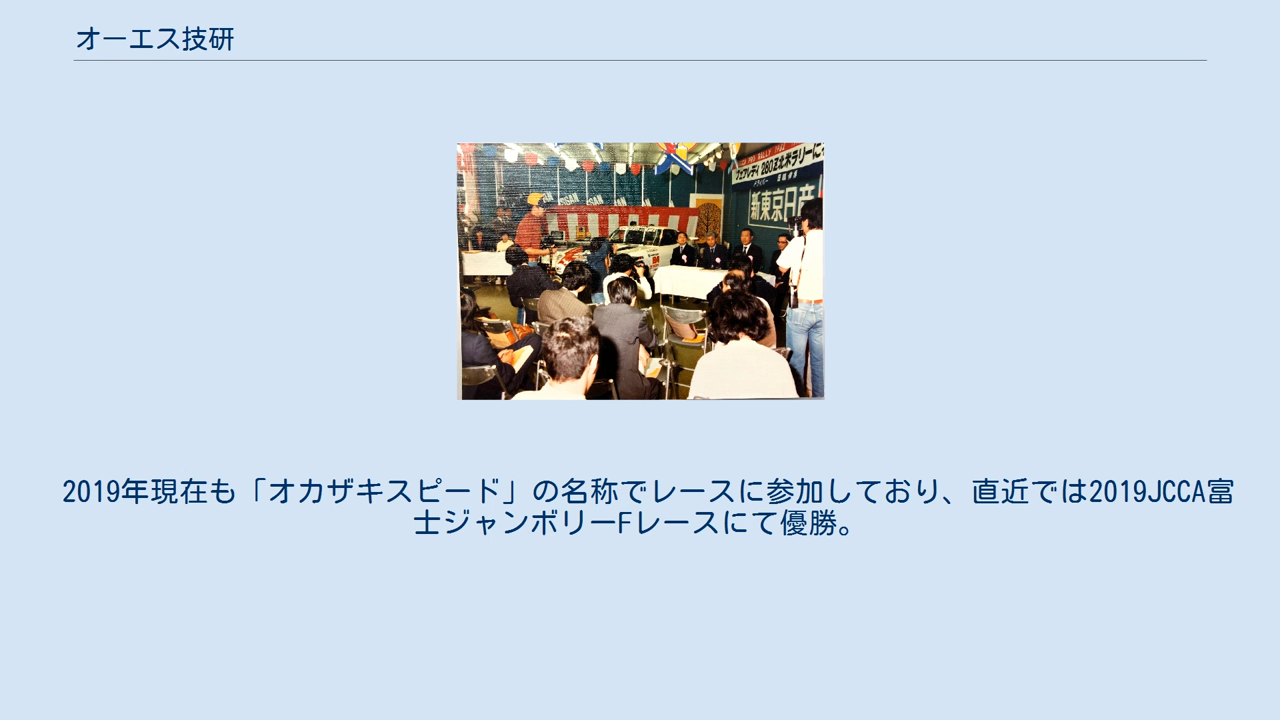 オーエス技研
新東京日産
2019年現在も「オカザキスピード」の名称でレースに参加しており、直近では2019JCCA富
士ジャンボリーFレースにて優勝。